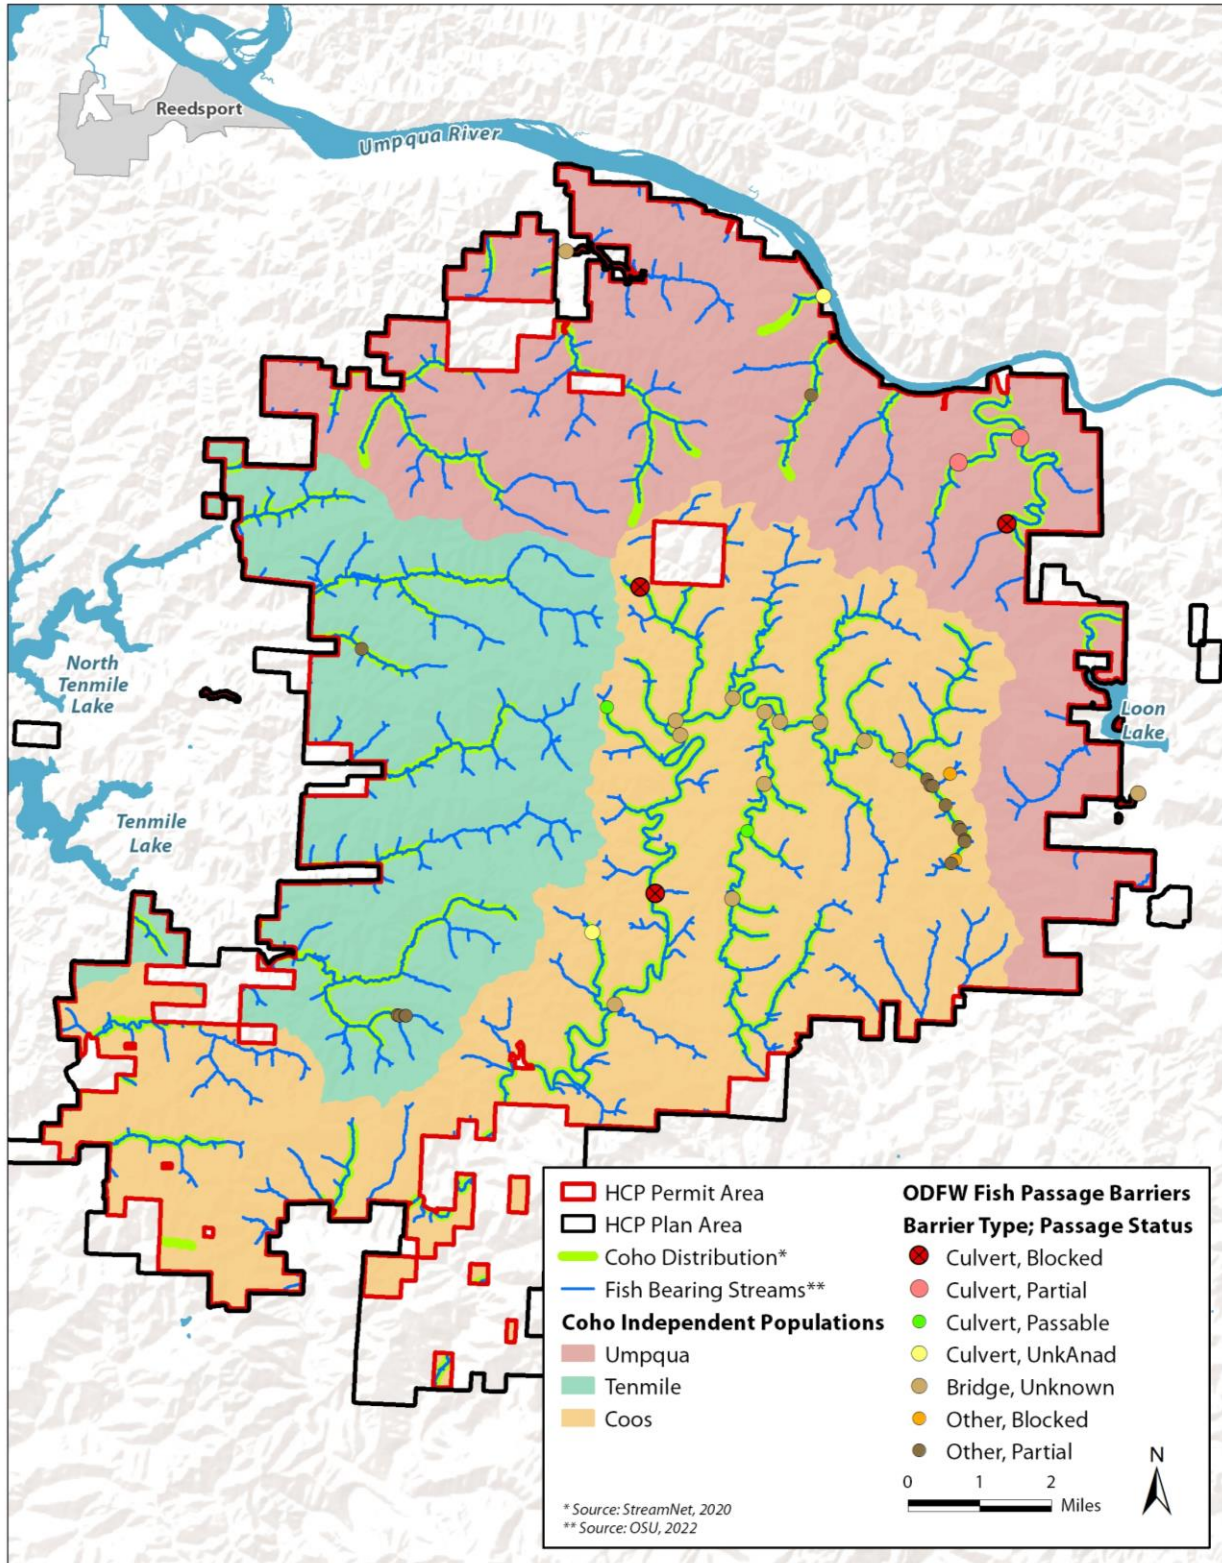 Reedsport
Umpqua River
North
Tenmile
Lake
Loon
Lake
Tenmile
Lake
HCP Permit Area
HCP Plan Area
Coho Distribution*
Fish Bearing Streams**
Coho Independent Populations
Umpqua
Tenmile
Coos
* Source: StreamNet, 2020
** Source: OSU, 2022
ODFW Fish Passage Barriers
Barrier Type; Passage Status
Culvert, Blocked
Culvert, Partial
Culvert, Passable
Culvert, UnkAnad
Bridge, Unknown
Other, Blocked
Other, Partial
N
0 1 2
Miles